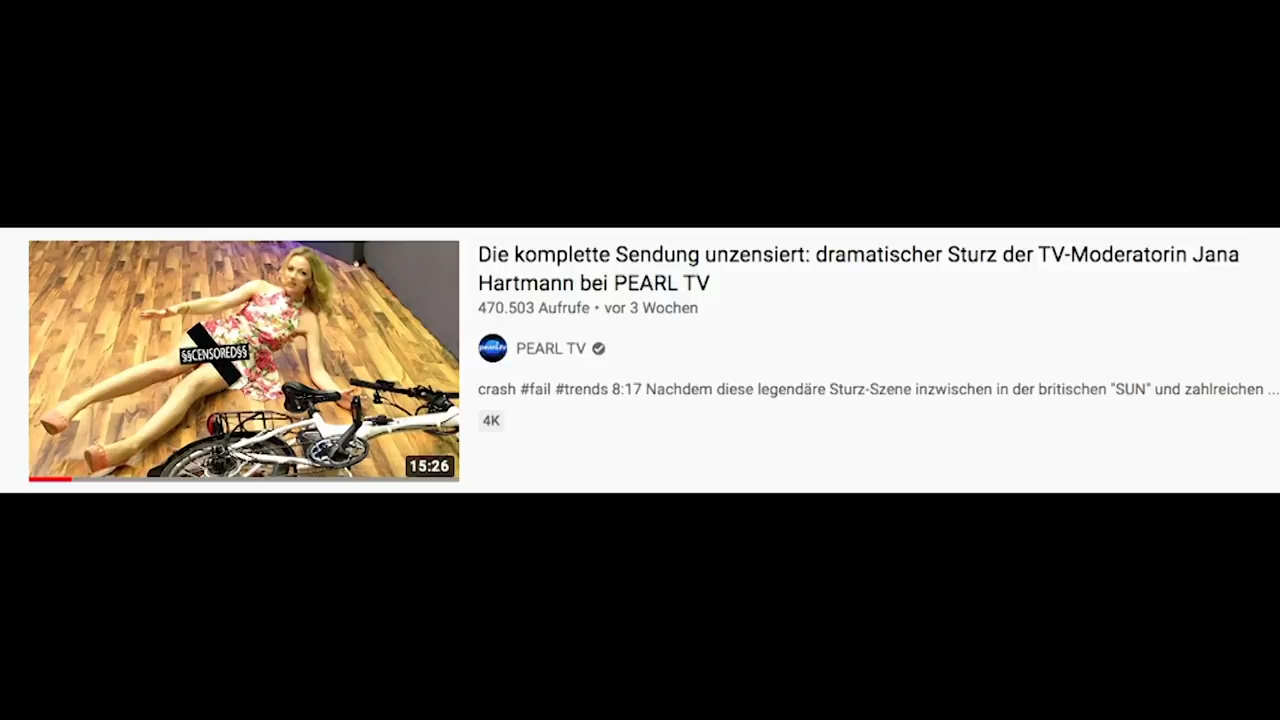 Die komplette Sendung unzensiert: dramatischer Sturz der TV-Moderatorin Jana
Hartmann bei PEARL TV
470.503 Aufrufe • vor 3 Wochen
pearl.tv
PEARL TV
crash #fail #trends 8:17 Nachdem diese legendäre Sturz-Szene inzwischen in der britischen "SUN" und zahlreichen ...
4K
§§CENSORED§§
15:26